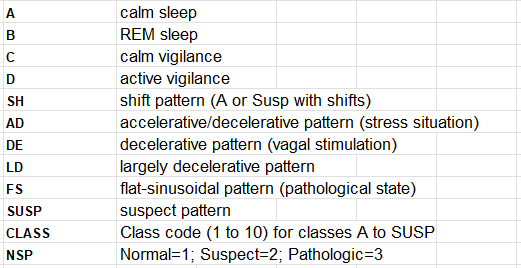 A calm sleep
B REM sleep
C calm vigilance
D active vigilance
SH shift pattern (A or Susp with shifts)
AD accelerative/decelerative pattern (stress situation)
DE decelerative pattern (vagal stimulation)
LD largely decelerative pattern
FS flat-sinusoidal pattern (pathological state)
SUSP suspect pattern
CLASS Class code (1 to 10) for classes A to SUSP
NSP Normal=1; Suspect=2; Pathologic=3